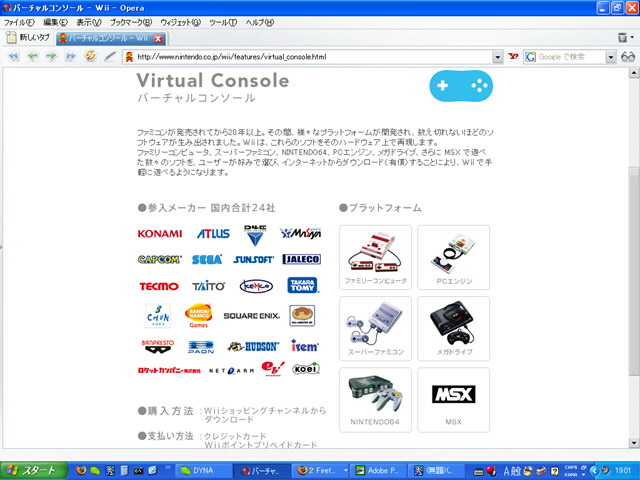 バーチャルコンソール - Wii - Opera
ファイル(F) 編集(E) 表示(V) ブックマーク(B) ウィジェット(G) ツール(T) ヘルプ(H)
新しいタブ バーチャルコンソール - Wii
http://www.nintendo.co.jp/wii/features/virtual_console.html
Google で検索
Virtual Console
バーチャルコンソール
ファミコンが発売されてから20年以上。その間、様々なプラットフォームが開発され、数え切れないほどのソ
フトウェアが生み出されました。Wiiは、これらのソフトをそのハードウェア上で再現します。
ファミリーコンピュータ、スーパーファミコン、NINTENDO64、PCエンジン、メガドライブ、さらに MSX で遊べ
た数々のソフトを、ユーザーが好みで選び、インターネットからダウンロード(有償)することにより、Wiiで手
軽に遊べるようになります。
●参入メーカー 国内合計24社
●プラットフォーム
KONAMI ATLUS D4E
CAPCOM SEGA SUNSOFT JALECO
TECMO TAITO KEMCO TAKARA TOMY
CHUN SOFT BANDAI NAMCO Games SQUARE ENIX.
BANPRESTO PAON HUDSON irem
ロケットカンパニー株式会社 NETFARM KOEI
ファミリーコンピュータ
PCエンジン
スーパーファミコン
メガドライブ
NINTENDO64
MSX
MSX
●購入方法 : Wiiショッピングチャンネルから
ダウンロード
●支払い方法 : クレジットカード
Wiiポイントプリペイドカード
スタート DYNA バーチャ... 2 Firef... Adobe P... (無題)(... A 般 CAPS KANA 19:01